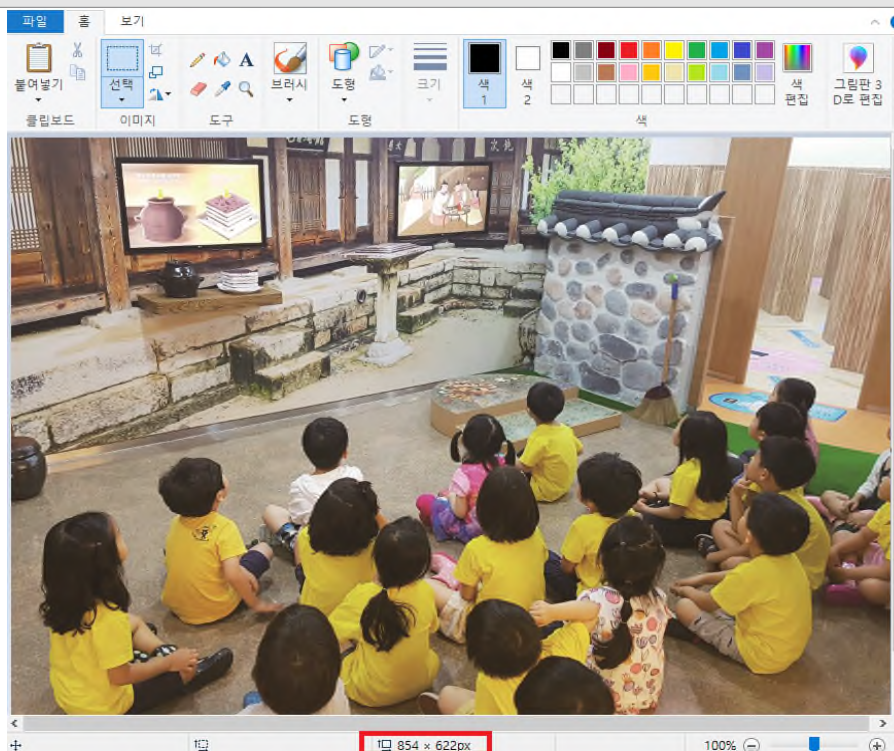 파일 홈 보기
붙여넣기 선택 A 브러시 도형 크기 색 1 색 2 색 편집 그림판 3D로 편집
클립보드 이미지 도구 도형 색
854 × 622px 100%